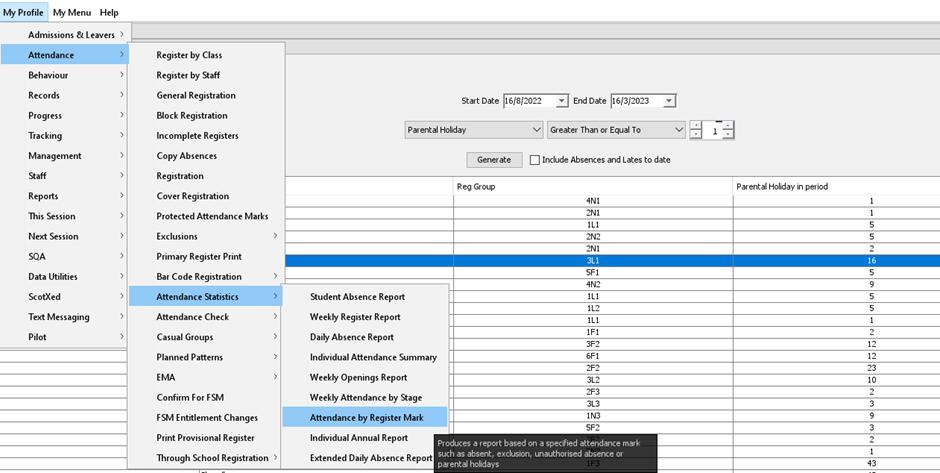 My Profile My Menu Help
Admissions & Leavers
Attendance
Behaviour
Records
Progress
Tracking
Management
Staff
Reports
This Session
Next Session
SQA
Data Utilities
ScotXed
Text Messaging
Pilot
Register by Class
Register by Staff
General Registration
Block Registration
Incomplete Registers
Copy Absences
Registration
Cover Registration
Protected Attendance Marks
Exclusions
Primary Register Print
Bar Code Registration
Attendance Statistics
Attendance Check
Casual Groups
Planned Patterns
EMA
Confirm For FSM
FSM Entitlement Changes
Print Provisional Register
Through School Registration
Student Absence Report
Weekly Register Report
Daily Absence Report
Individual Attendance Summary
Weekly Openings Report
Weekly Attendance by Stage
Attendance by Register Mark
Individual Annual Report
Extended Daily Absence Report
Produces a report based on a specified attendance mark
such as absent, exclusion, unauthorised absence or
parental holidays
Start Date 16/8/2022 End Date 16/3/2023
Parental Holiday Greater Than or Equal To 1
Generate Include Absences and Lates to date
Reg Group Parental Holiday in period
4N1 1
2N1 1
1L1 5
2N2 5
2N1 2
3L1 16
5F1 5
4N2 9
1L1 5
1L2 5
1L1 1
1F1 2
3F2 12
6F1 12
2F2 23
3L2 10
2F3 2
3L3 3
1N3 9
5F2 3
2
1
1F3 43